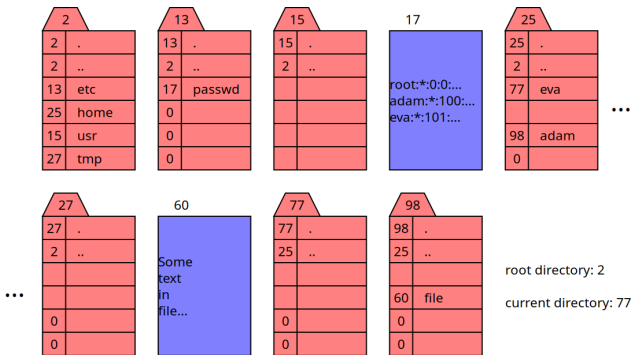 2 13 15 17 25
2 . 13 . 15 . 25 .
2 .. 2 .. 2 .. 2 ..
13 etc 17 passwd root:*:0:0:... 77 eva
25 home 0 adam:*:100:... ...
15 usr 0 eva:*:101:... 98 adam
27 tmp 0 0
27 60 77 98
27 . 77 . 98 .
2 .. 25 .. 25 ..
Some
text root directory: 2
... in 60 file
0 file... 0 0 current directory: 77
0 0 0